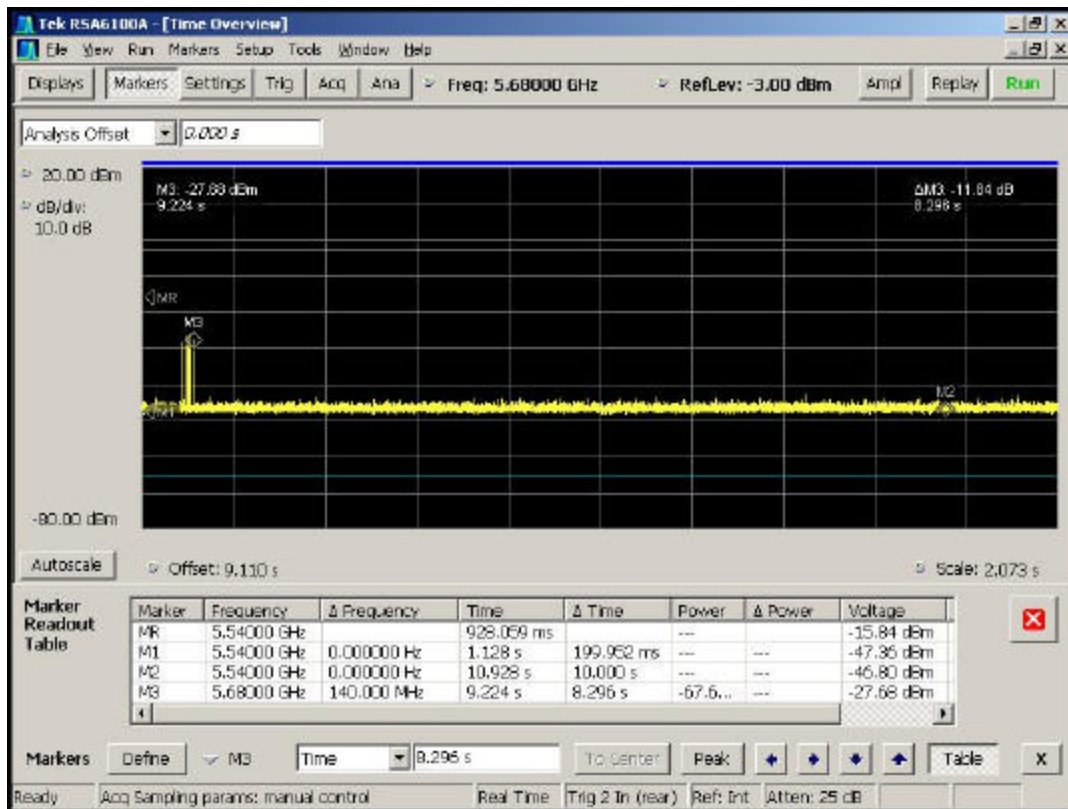 Tek RSA6100A - [Time Overview]
File View Run Markers Setup Tools Window Help
Displays Markers Settings Trig Acq Ana Freq: 5.68000 GHz RefLev: -3.00 dBm Ampl Replay Run
Analysis Offset 0.000 s
20.00 dBm
dB/div:
10.0 dB
M3: -27.68 dBm
9.224 s
ΔM3: -11.84 dB
8.296 s
MR
M3
M1
M2
-80.00 dBm
Autoscale Offset: 9.110 s Scale: 2.073 s
Marker Readout Table
Marker Frequency Δ Frequency Time Δ Time Power Δ Power Voltage
MR 5.54000 GHz 928.059 ms --- -15.84 dBm
M1 5.54000 GHz 0.000000 Hz 1.128 s 199.952 ms --- --- -47.36 dBm
M2 5.54000 GHz 0.000000 Hz 10.928 s 10.000 s --- --- -46.80 dBm
M3 5.68000 GHz 140.000 MHz 9.224 s 8.296 s -67.6... --- -27.68 dBm
Markers Define M3 Time 8.296 s To Center Peak Table X
Ready Acq Sampling params: manual control Real Time Trig 2 In (rear) Ref: Int Atten: 25 dB